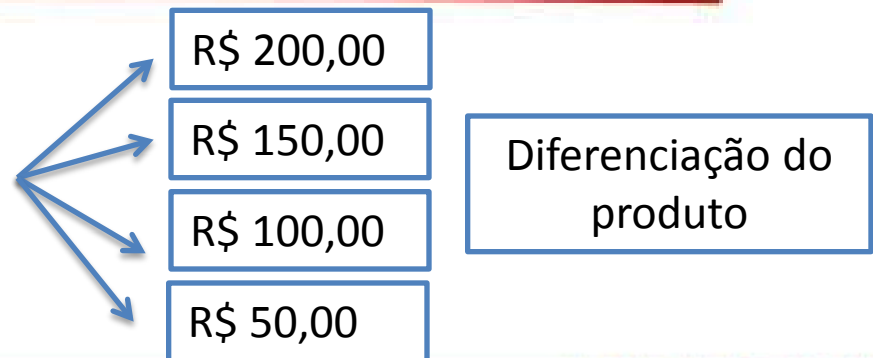 R$ 200,00
R$ 150,00
R$ 100,00
R$ 50,00
Diferenciação do
produto